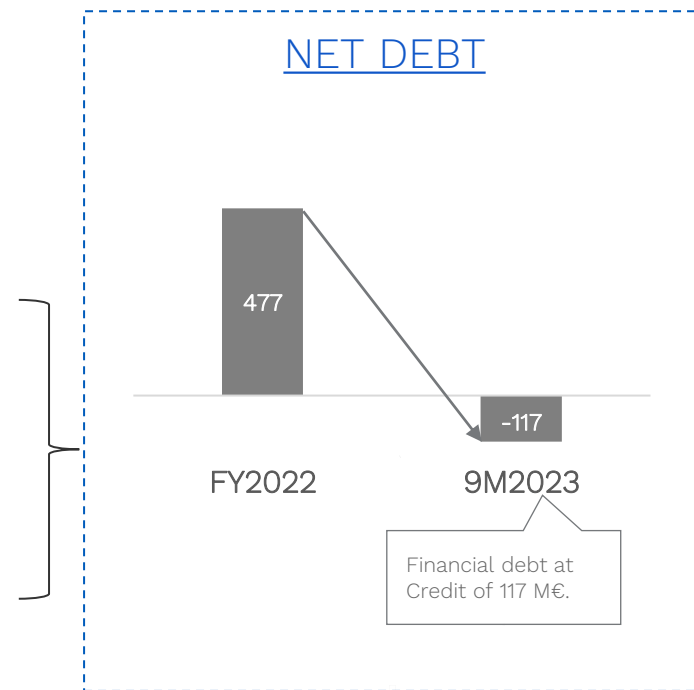 NET DEBT
477
-117
FY2022
9M2023
Financial debt at
Credit of 117 M€.